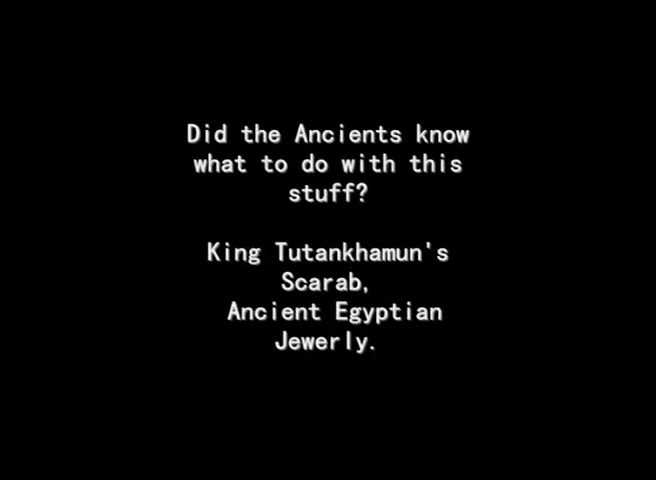 Did the Ancients know
what to do with this
stuff?
King Tutankhamun's
Scarab,
Ancient Egyptian
Jewerly.